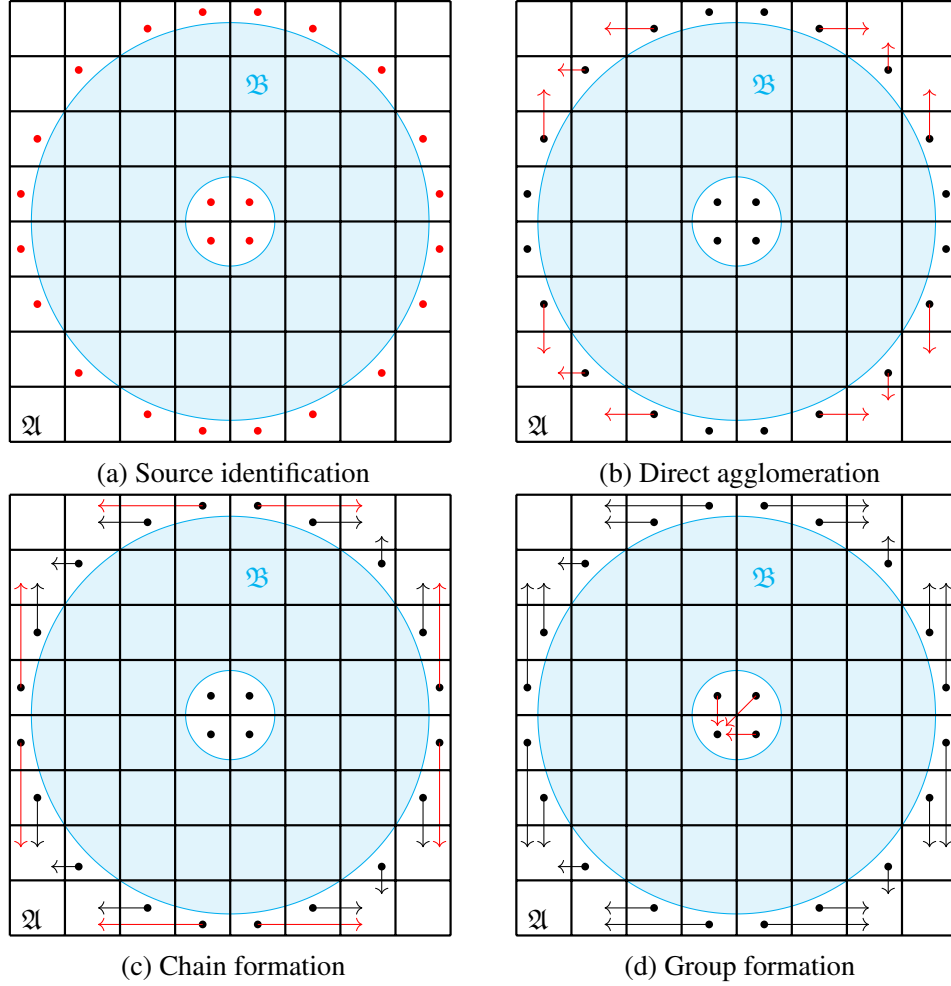 𝔅 𝔅
𝔄 𝔄
(a) Source identification (b) Direct agglomeration
𝔅 𝔅
𝔄 𝔄
(c) Chain formation (d) Group formation